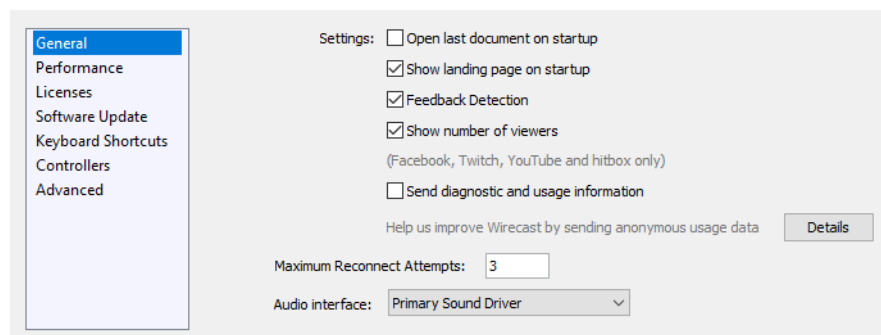 General
Performance
Licenses
Software Update
Keyboard Shortcuts
Controllers
Advanced
Settings: Open last document on startup
Show landing page on startup
Feedback Detection
Show number of viewers
(Facebook, Twitch, YouTube and hitbox only)
Send diagnostic and usage information
Help us improve Wirecast by sending anonymous usage data Details
Maximum Reconnect Attempts: 3
Audio interface: Primary Sound Driver